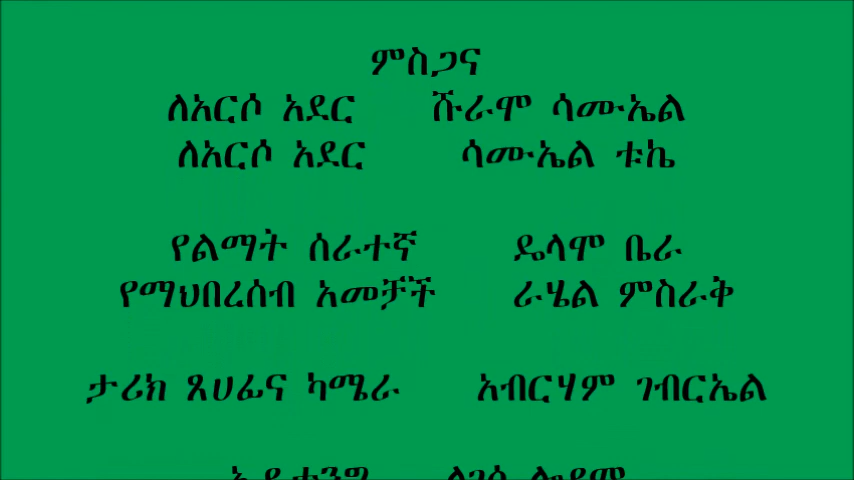 ምስጋና
ለአርሶ አደር ሹራሞ ሳሙኤል
ለአርሶ አደር ሳሙኤል ቱኬ
የልማት ሰራተኛ ዴላሞ ቤራ
የማህበረሰብ አመቻች ራሄል ምስራቅ
ታሪክ ጸሀፊና ካሜራ አብርሃም ገብርኤል